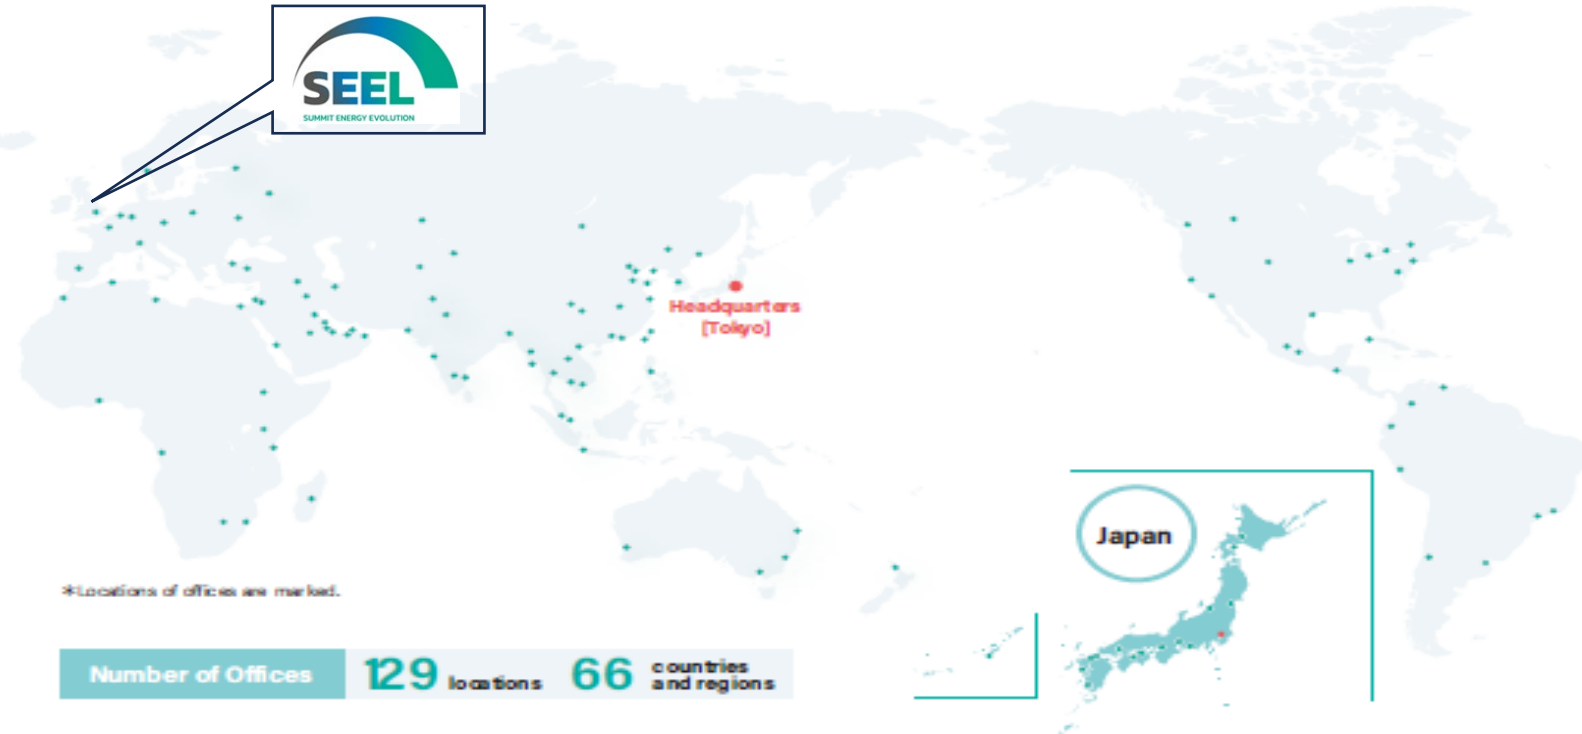 SEEL
SUMMIT ENERGY EVOLUTION
Headquarters
[Tokyo]
Japan
*Locations of offices are marked.
Number of Offices
129 locations
66 countries
and regions